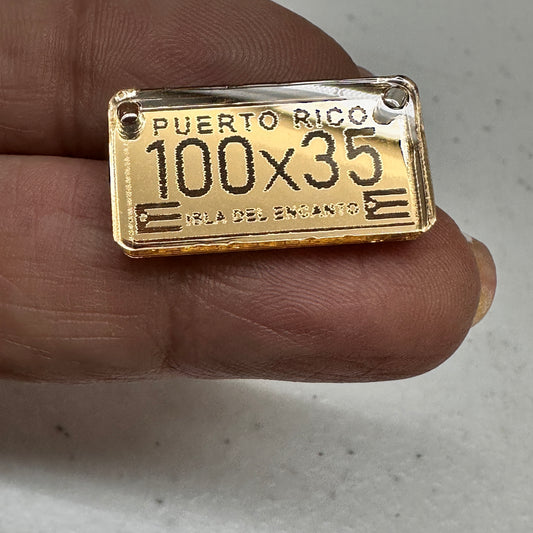 PUERTO RICO
100x35
ISLA DEL ENCANTO